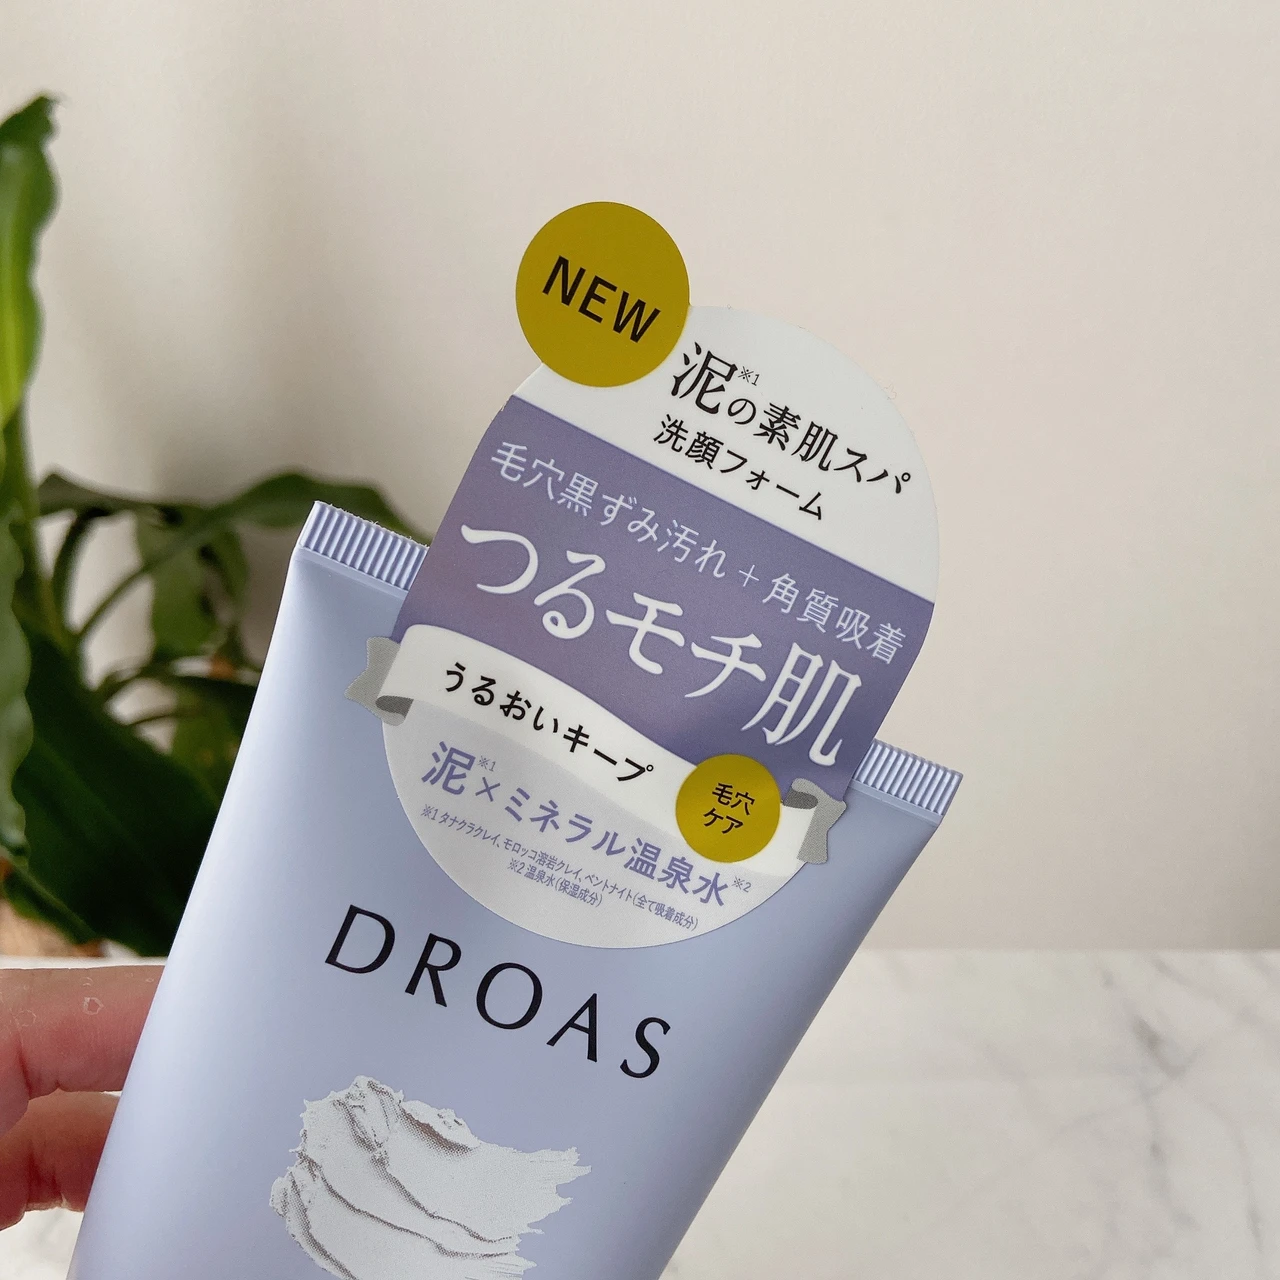 NEW
泥※1の素肌スパ
洗顔フォーム
毛穴黒ずみ汚れ+角質吸着
つるモチ肌
うるおいキープ
毛穴
ケア
泥※1×ミネラル温泉水※2
※1 タナクラクレイ、モロッコ溶岩クレイ、ベントナイト(全て吸着成分)
※2 温泉水(保湿成分)
DROAS